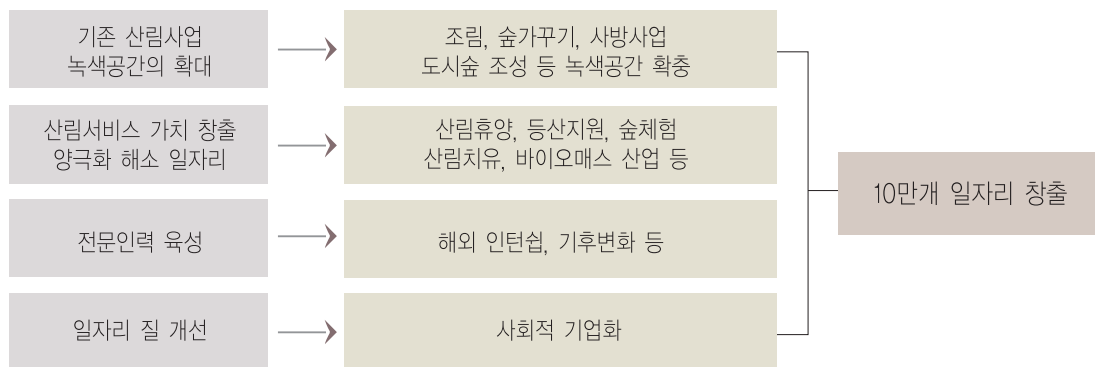 기존 산림사업
녹색공간의 확대
조림, 숲가꾸기, 사방사업
도시숲 조성 등 녹색공간 확충
산림서비스 가치 창출
양극화 해소 일자리
산림휴양, 등산지원, 숲체험
산림치유, 바이오매스 산업 등
전문인력 육성
해외 인턴쉽, 기후변화 등
일자리 질 개선
사회적 기업화
10만개 일자리 창출